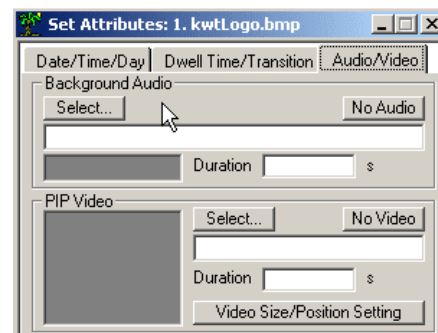 Set Attributes: 1. kwtLogo.bmp
Date/Time/Day Dwell Time/Transition Audio/Video
Background Audio
Select... No Audio
Duration s
PIP Video
Select... No Video
Duration s
Video Size/Position Setting